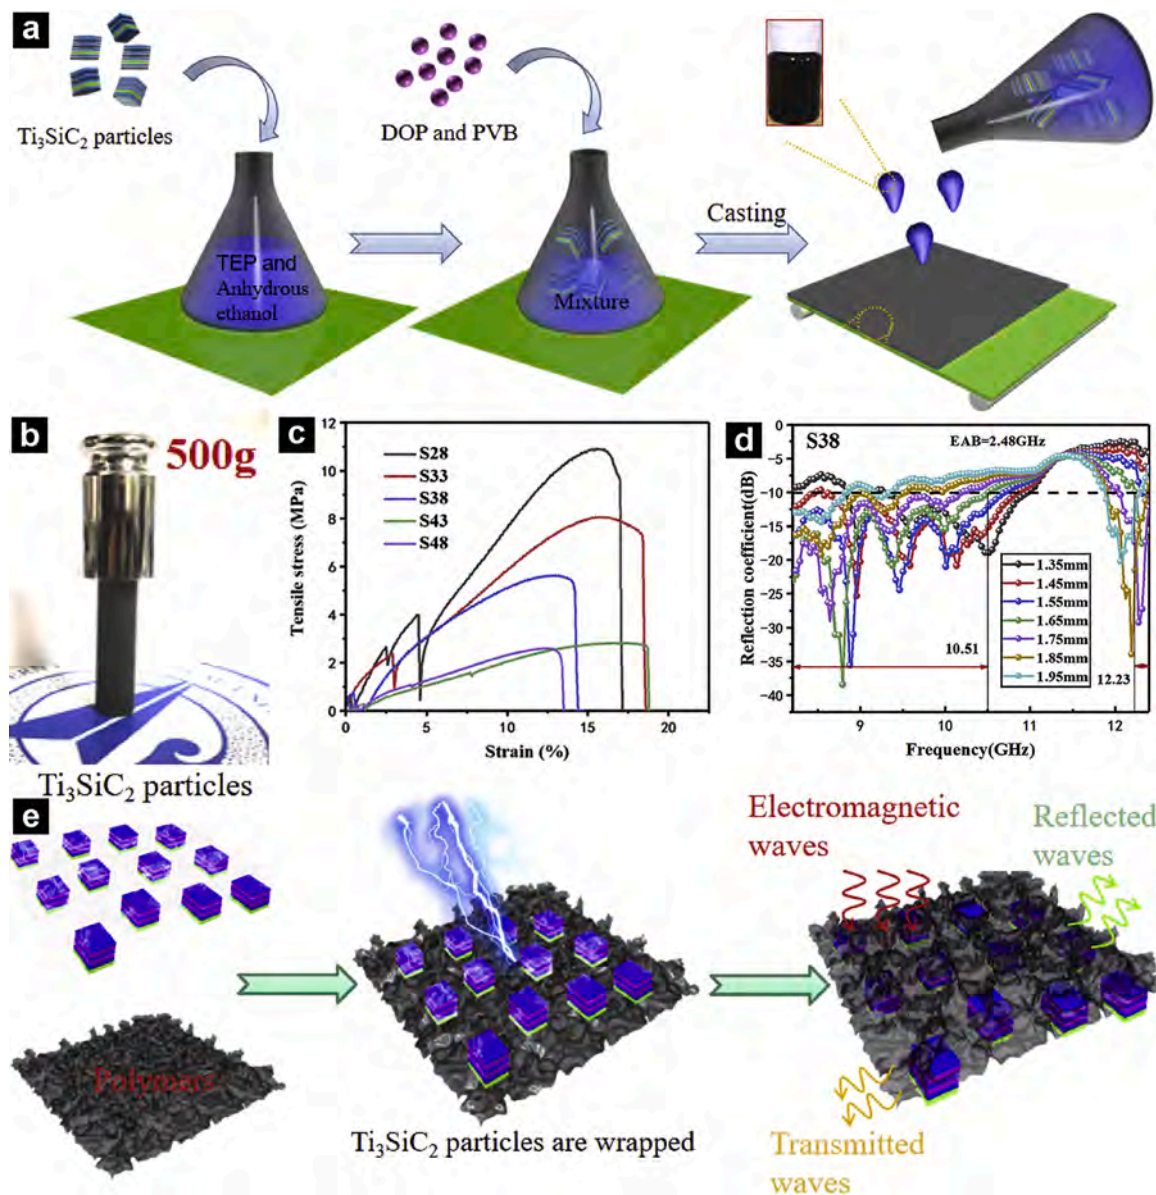 a
Ti₃SiC₂ particles
DOP and PVB
Casting
TEP and
Anhydrous
ethanol
Mixture
b
500g
c
12
10
8
6
4
2
0
0
5
10
15
20
S28
S33
S38
S43
S48
Tensile stress (MPa)
Strain (%)
d
S38
EAB=2.48GHz
0
−5
−10
−15
−20
−25
−30
−35
−40
9
10
11
12
1.35mm
1.45mm
1.55mm
1.65mm
1.75mm
1.85mm
1.95mm
10.51
12.23
Reflection coefficient(dB)
Frequency(GHz)
Ti₃SiC₂ particles
e
Polymers
Ti₃SiC₂ particles are wrapped
Electromagnetic
waves
Reflected
waves
Transmitted
waves